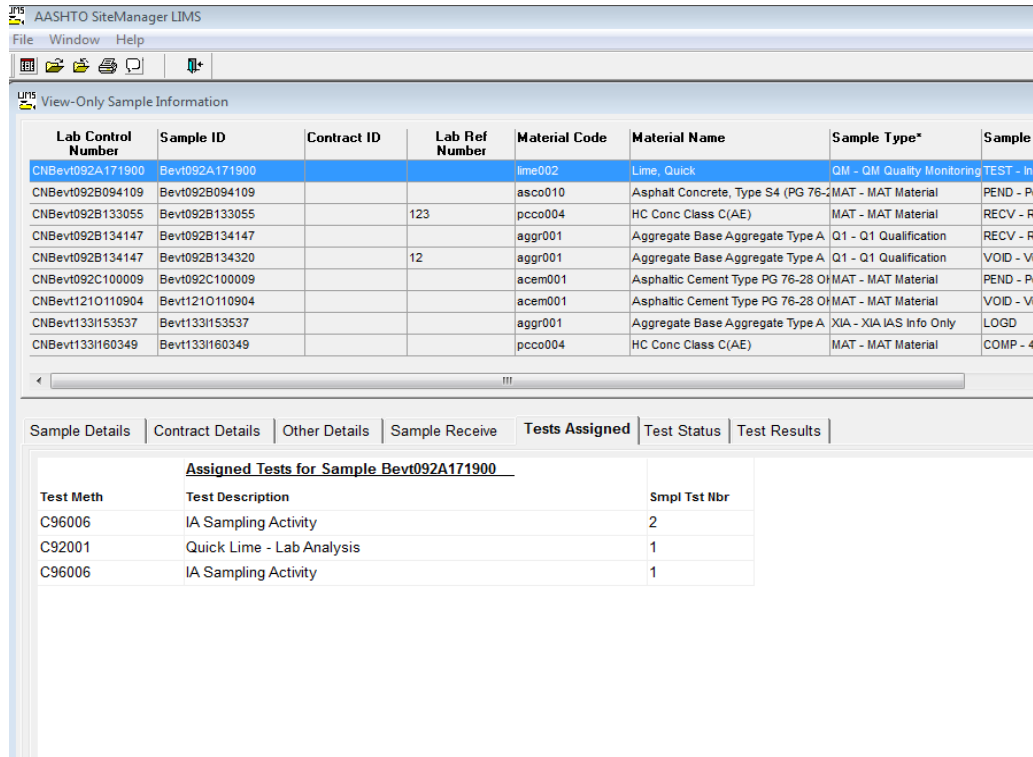 LIMS AASHTO SiteManager LIMS
File Window Help
LIMS View-Only Sample Information
Lab Control Number Sample ID Contract ID Lab Ref Number Material Code Material Name Sample Type* Sample
CNBevt092A171900 Bevt092A171900 lime002 Lime, Quick QM - QM Quality Monitoring TEST - In
CNBevt092B094109 Bevt092B094109 asco010 Asphalt Concrete, Type S4 (PG 76-2 MAT - MAT Material PEND - P
CNBevt092B133055 Bevt092B133055 123 pcco004 HC Conc Class C(AE) MAT - MAT Material RECV - R
CNBevt092B134147 Bevt092B134147 aggr001 Aggregate Base Aggregate Type A Q1 - Q1 Qualification RECV - R
CNBevt092B134147 Bevt092B134320 12 aggr001 Aggregate Base Aggregate Type A Q1 - Q1 Qualification VOID - V
CNBevt092C100009 Bevt092C100009 acem001 Asphaltic Cement Type PG 76-28 OH MAT - MAT Material PEND - P
CNBevt121O110904 Bevt121O110904 acem001 Asphaltic Cement Type PG 76-28 OH MAT - MAT Material VOID - V
CNBevt133I153537 Bevt133I153537 aggr001 Aggregate Base Aggregate Type A XIA - XIA IAS Info Only LOGD
CNBevt133I160349 Bevt133I160349 pcco004 HC Conc Class C(AE) MAT - MAT Material COMP - 4
Sample Details Contract Details Other Details Sample Receive Tests Assigned Test Status Test Results
Assigned Tests for Sample Bevt092A171900
Test Meth Test Description Smpl Tst Nbr
C96006 IA Sampling Activity 2
C92001 Quick Lime - Lab Analysis 1
C96006 IA Sampling Activity 1